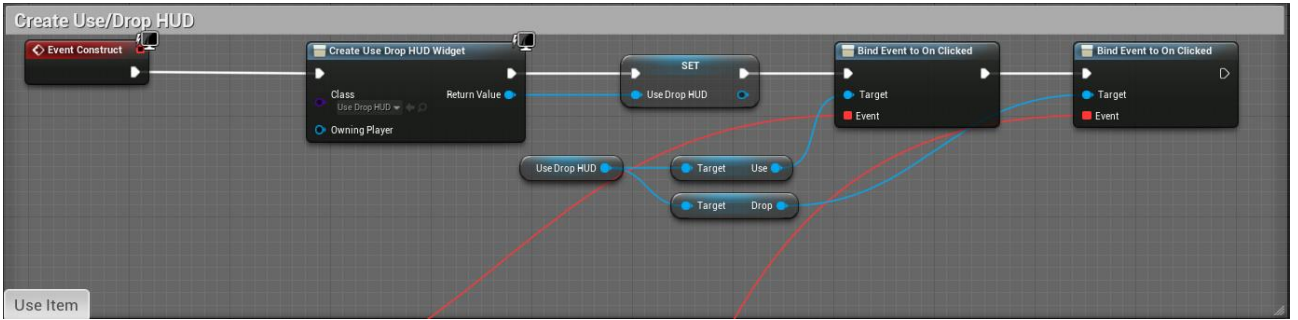 Create Use/Drop HUD
Event Construct
Create Use Drop HUD Widget
Class
Use Drop HUD
Return Value
Owning Player
SET
Use Drop HUD
Bind Event to On Clicked
Target
Event
Bind Event to On Clicked
Target
Event
Use Drop HUD
Target Use
Target Drop
Use Item